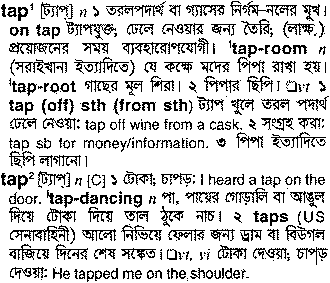 tap¹ [ট্যাপ্] n ১ তরলপদার্থ বা গ্যাসের নির্গম-নলের মুখ।
on tap ট্যাপযুক্ত; ঢেলে নেওয়ার জন্য তৈরি; (লাক্ষ.)
প্রয়োজনের সময় ব্যবহারোপযোগী। ˈtap-room n
(সরাইখানা ইত্যাদিতে) যে কক্ষে মদের পিপা রাখা হয়।
ˈtap-root গাছের মূল শিরা। ২ পিপার ছিপি। □vt ১
tap (off) sth (from sth) ট্যাপ খুলে তরল পদার্থ
ঢেলে নেওয়া: tap off wine from a cask. ২ সংগ্রহ করা:
tap sb for money/information. ৩ পিপা ইত্যাদিতে
ছিপি লাগানো।
tap² [ট্যাপ্] n [C] ১ টোকা; চাপড়: I heard a tap on the
door. ˈtap-dancing n পা, পায়ের গোড়ালি বা আঙুল
দিয়ে টোকা দিয়ে তাল ঠুকে নাচ। ২ taps (US
সেনাবাহিনী) আলো নিভিয়ে ফেলার জন্য ড্রাম বা বিউগল
বাজিয়ে দিনের শেষ সঙ্কেত। □vt, vi টোকা দেওয়া; চাপড়
দেওয়া: He tapped me on the shoulder.